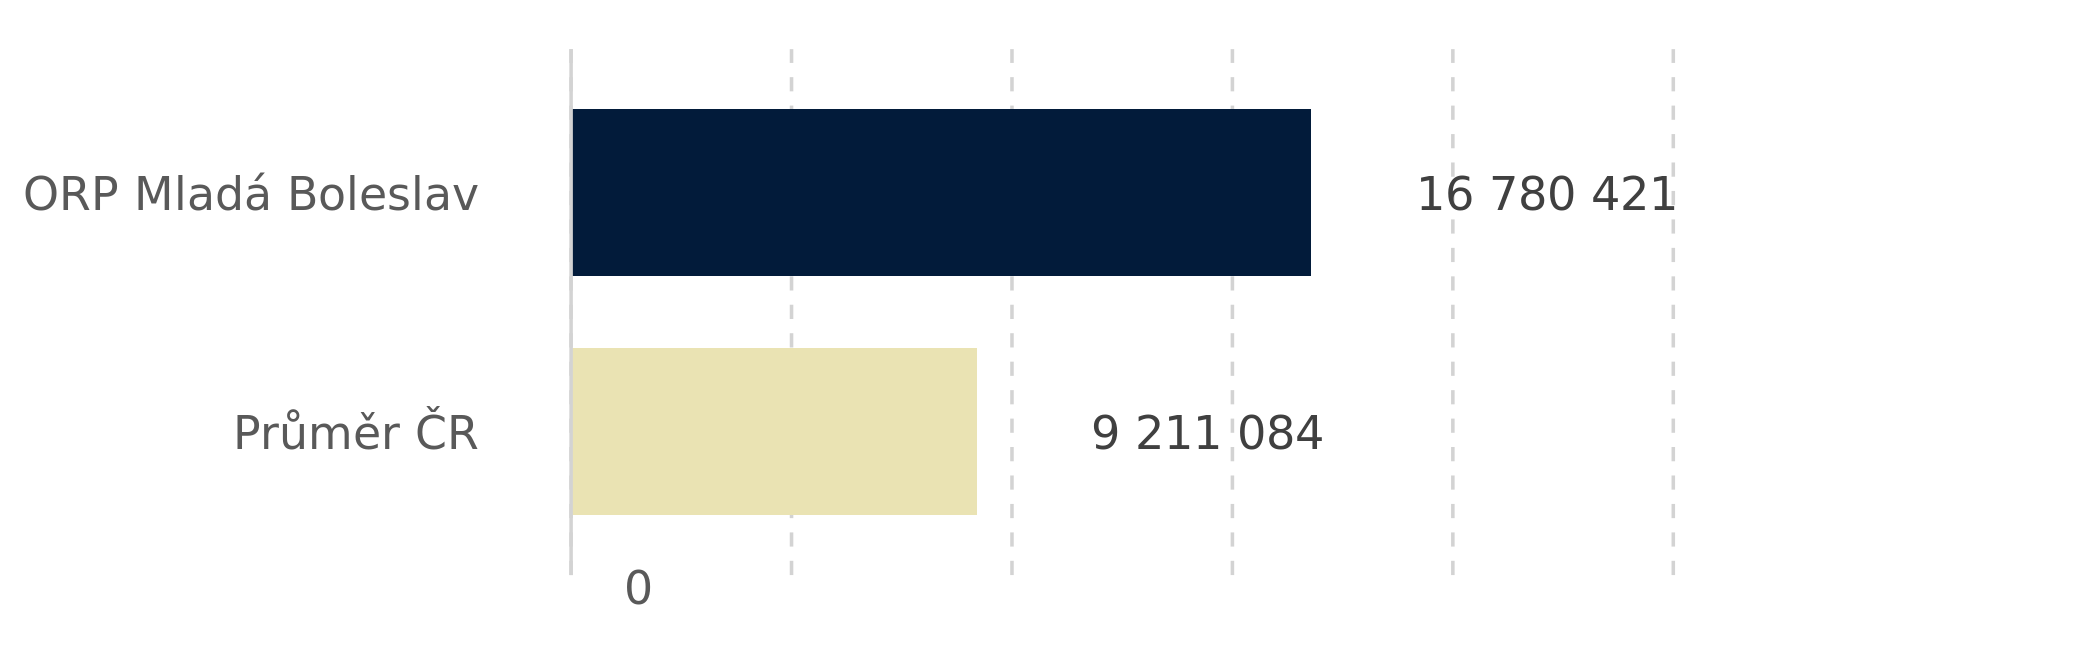 ORP Mladá Boleslav
16 780 421
Průměr ČR
9 211 084
0